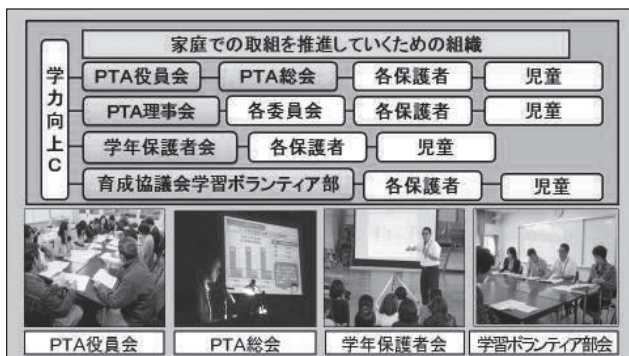 家庭での取組を推進していくための組織
学力向上C
PTA役員会 PTA総会 各保護者 児童
PTA理事会 各委員会 各保護者 児童
学年保護者会 各保護者 児童
育成協議会学習ボランティア部 各保護者 児童
PTA役員会 PTA総会 学年保護者会 学習ボランティア部会